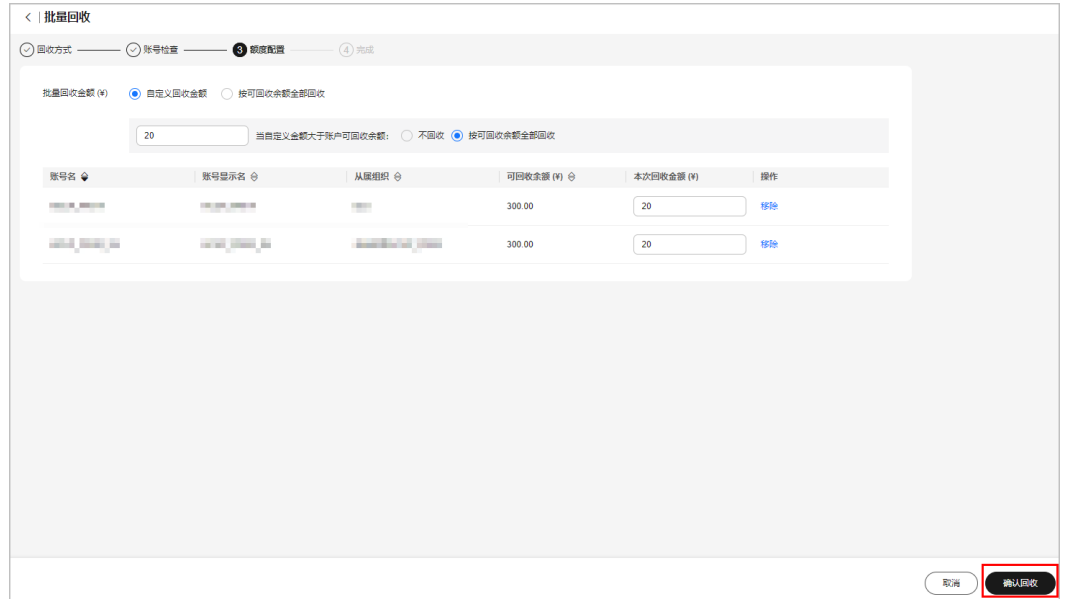 批量回收
回收方式 账号检查 3 额度配置 4 完成
批量回收金额 (¥) 自定义回收金额 按可回收余额全部回收
20 当自定义金额大于账户可回收余额： 不回收 按可回收余额全部回收
账号名 账号显示名 从属组织 可回收余额 (¥) 本次回收金额 (¥) 操作
300.00 20 移除
300.00 20 移除
取消 确认回收